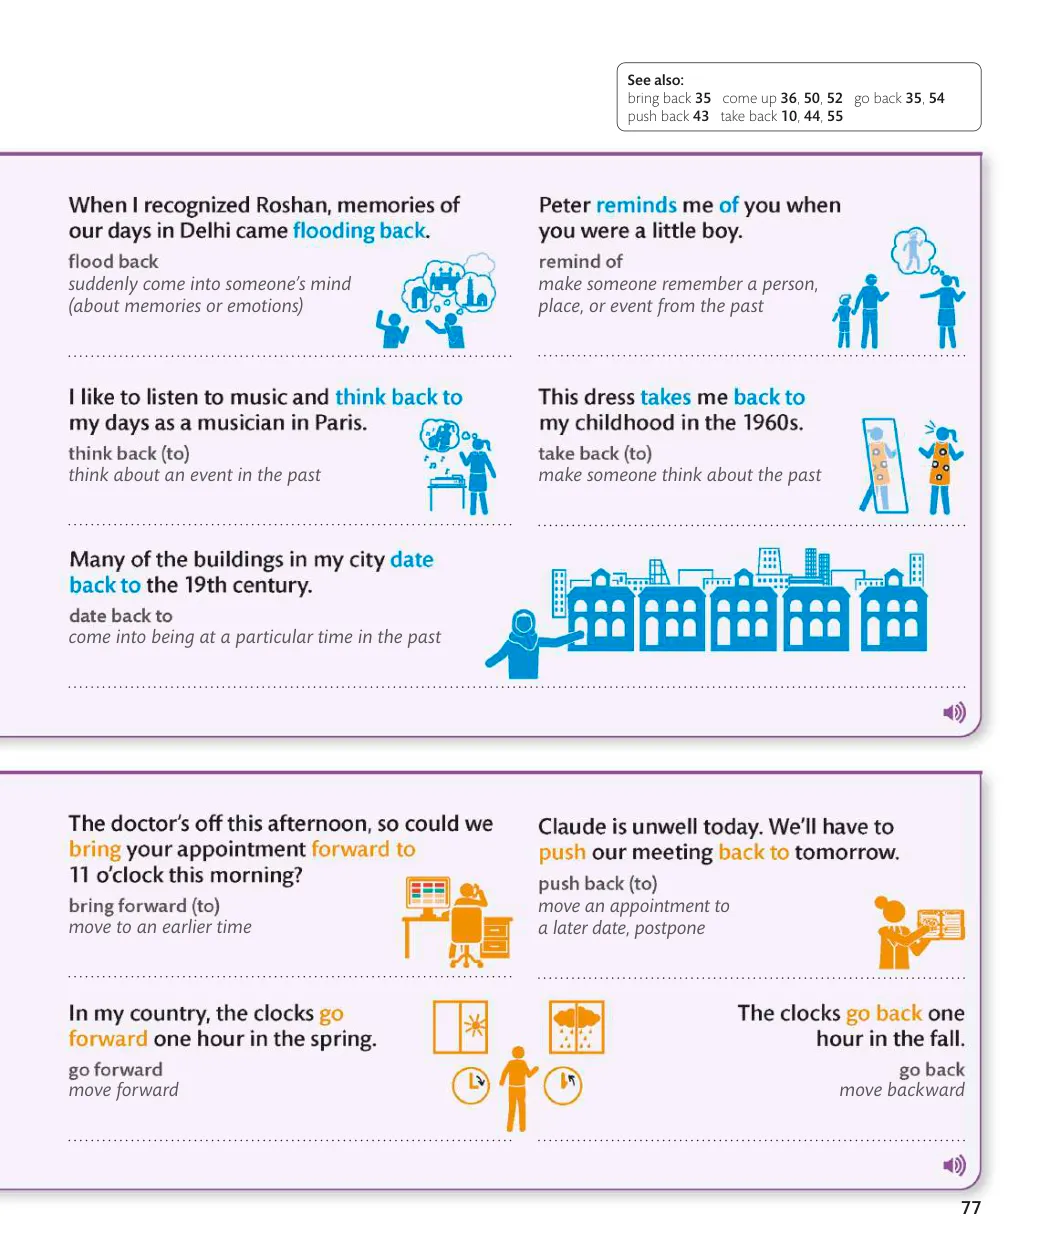 See also:
bring back 35 come up 36, 50, 52 go back 35, 54
push back 43 take back 10, 44, 55
When I recognized Roshan, memories of
our days in Delhi came flooding back.
flood back
suddenly come into someone's mind
(about memories or emotions)
Peter reminds me of you when
you were a little boy.
remind of
make someone remember a person,
place, or event from the past
I like to listen to music and think back to
my days as a musician in Paris.
think back (to)
think about an event in the past
This dress takes me back to
my childhood in the 1960s.
take back (to)
make someone think about the past
Many of the buildings in my city date
back to the 19th century.
date back to
come into being at a particular time in the past
The doctor's off this afternoon, so could we
bring your appointment forward to
11 o'clock this morning?
bring forward (to)
move to an earlier time
Claude is unwell today. We'll have to
push our meeting back to tomorrow.
push back (to)
move an appointment to
a later date, postpone
In my country, the clocks go
forward one hour in the spring.
go forward
move forward
The clocks go back one
hour in the fall.
go back
move backward
77